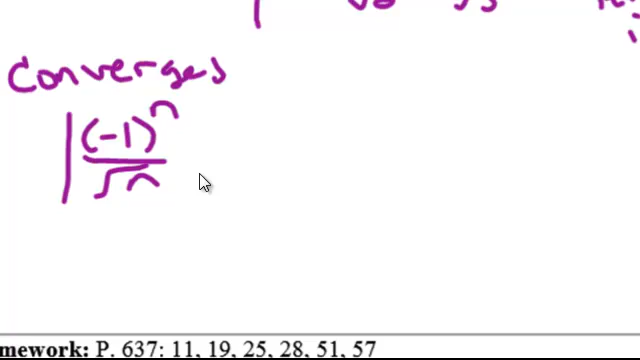 Converges
|(-1)^n
√n
mework: P. 637: 11, 19, 25, 28, 51, 57